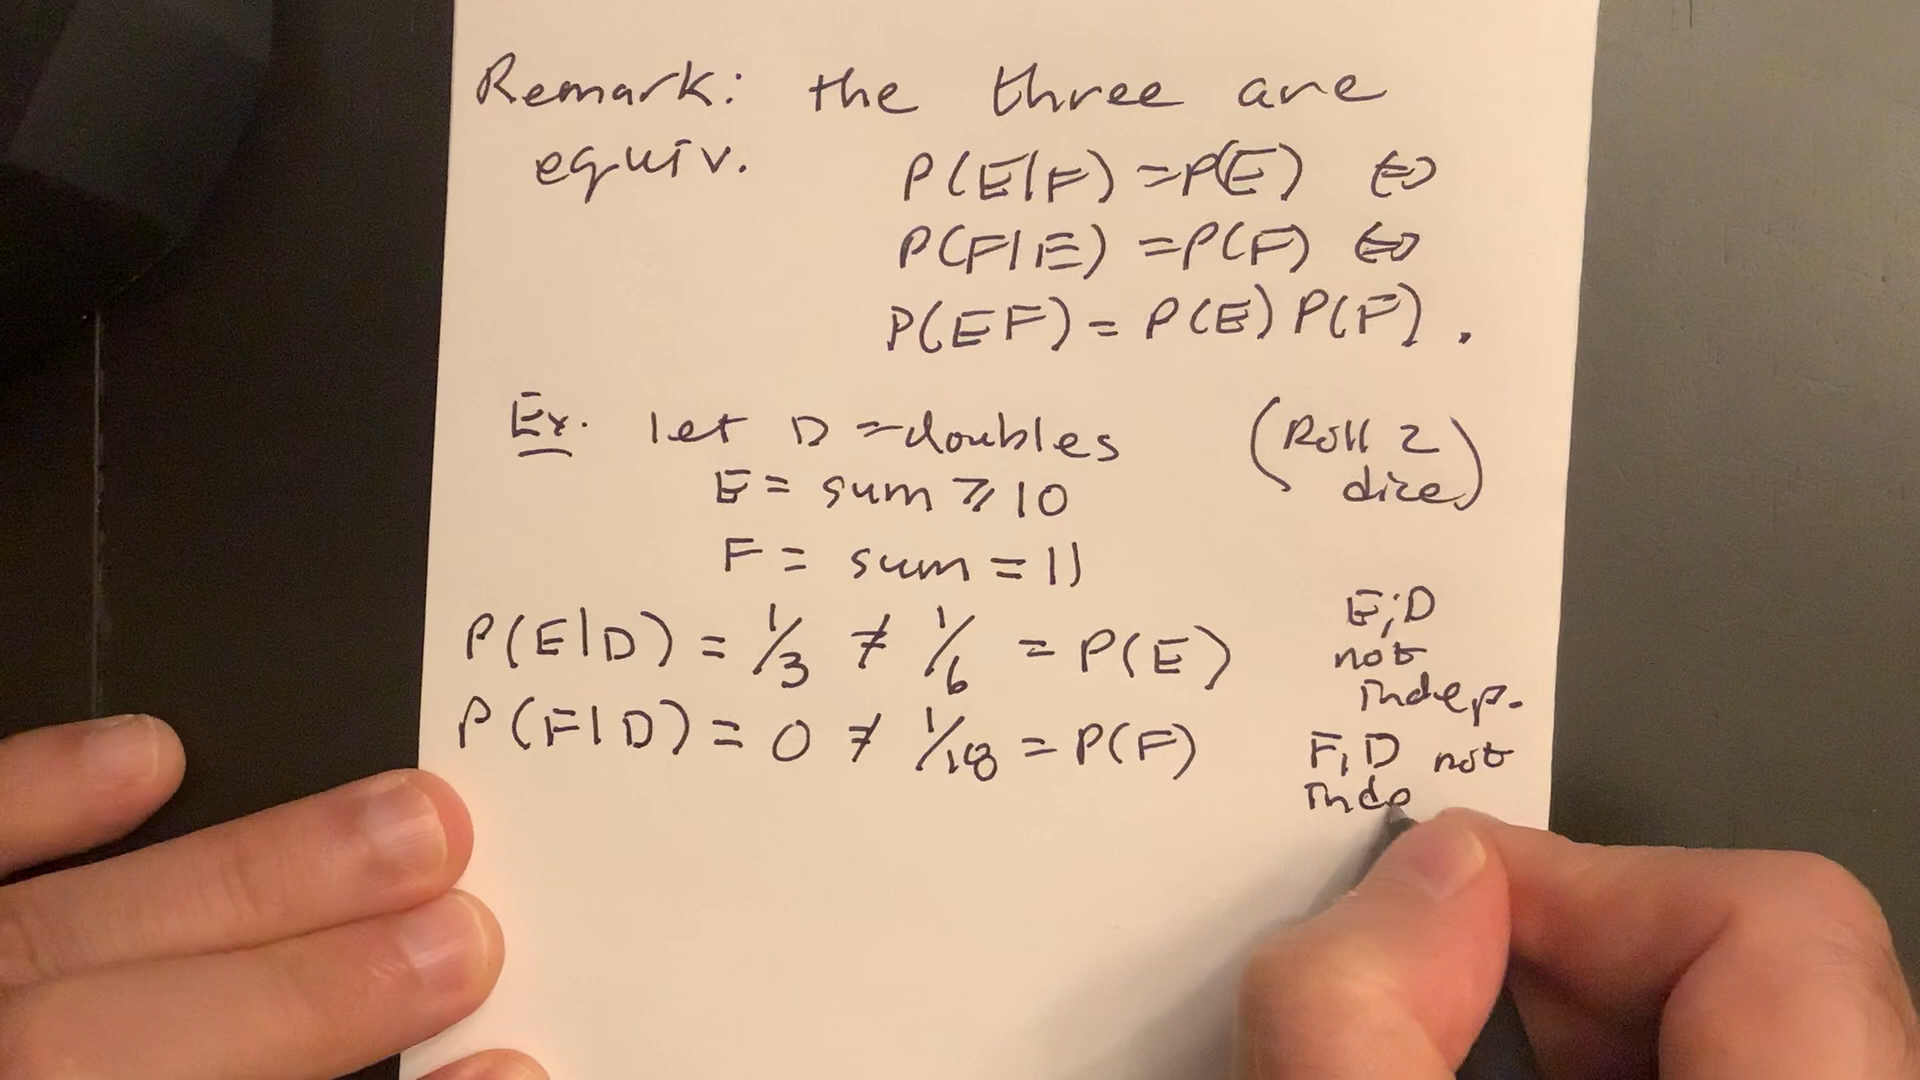 Remark: the three are
equiv. P(E|F) = P(E) ⇔
P(F|E) = P(F) ⇔
P(EF) = P(E) P(F).
Ex. let D = doubles (Roll 2
E = sum ⩾ 10 dice)
F = sum = 11
P(E|D) = 1/3 ≠ 1/6 = P(E)
P(F|D) = 0 ≠ 1/18 = P(F)
E, D
not
indep.
F, D not
inde